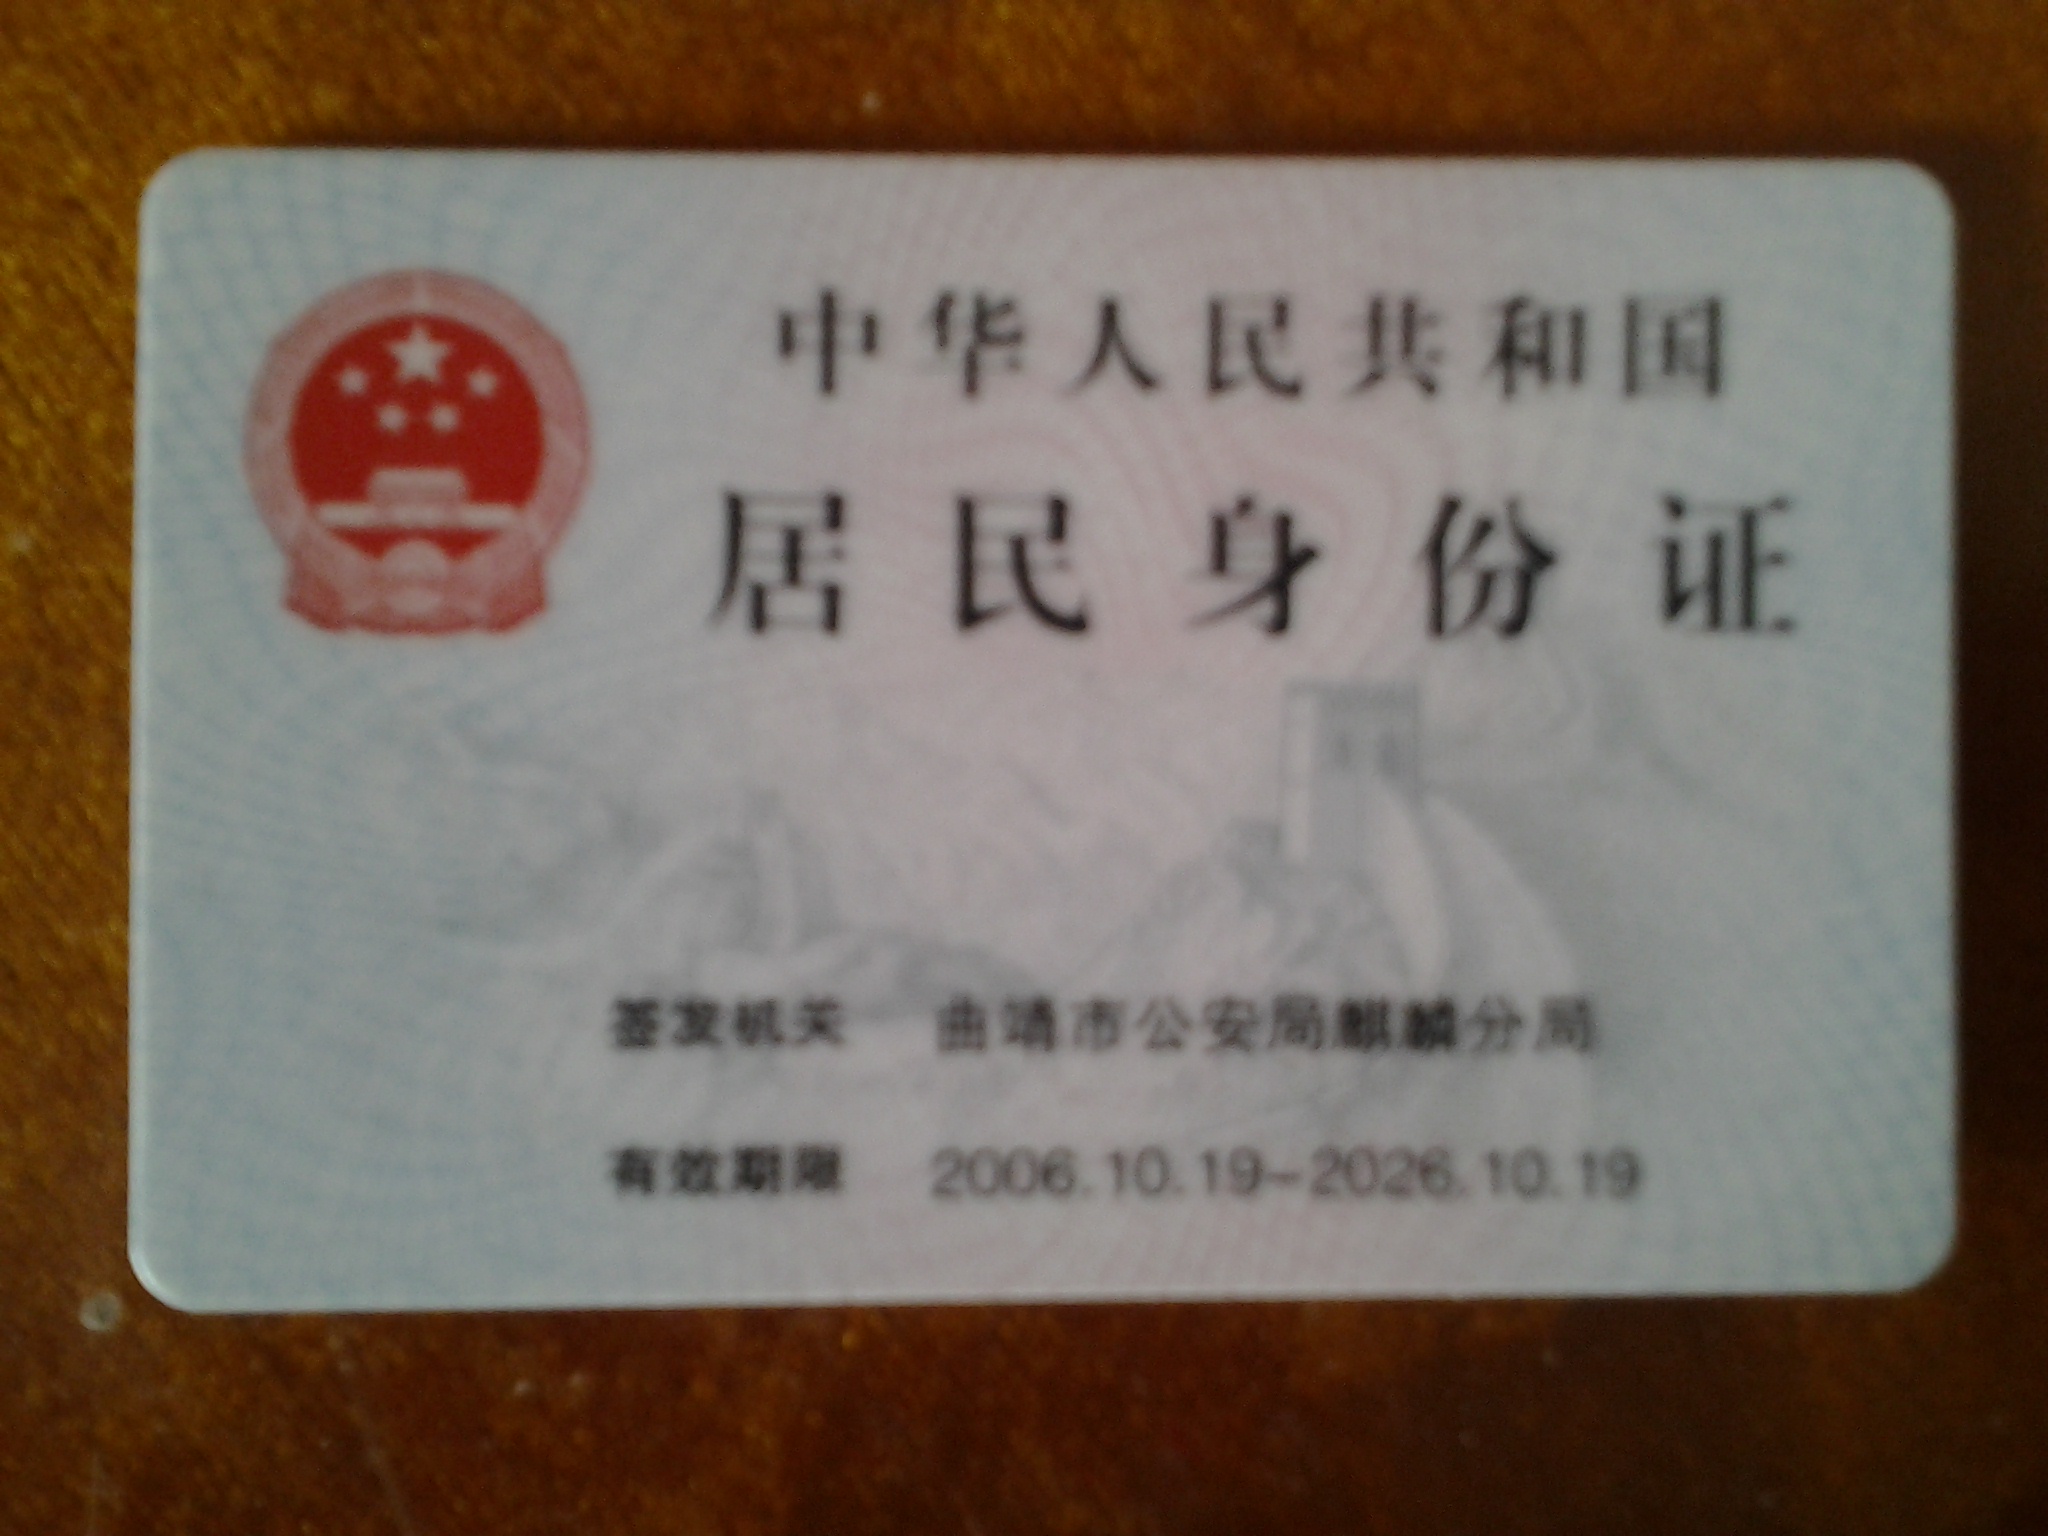 中华人民共和国
居民身份证
签发机关 曲靖市公安局麒麟分局
有效期限 2006.10.19-2026.10.19